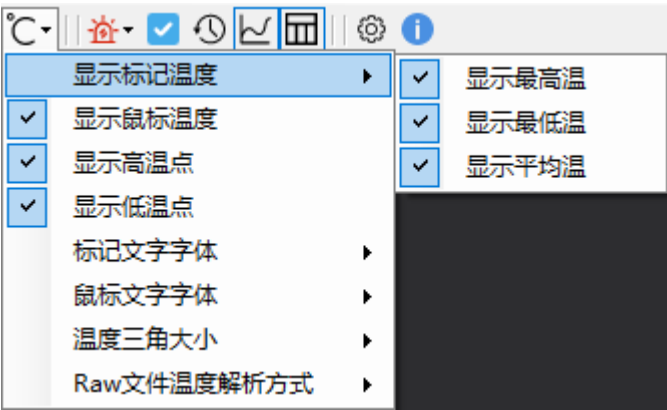 ℃
显示标记温度
显示最高温
显示鼠标温度
显示最低温
显示高温点
显示平均温
显示低温点
标记文字字体
鼠标文字字体
温度三角大小
Raw文件温度解析方式